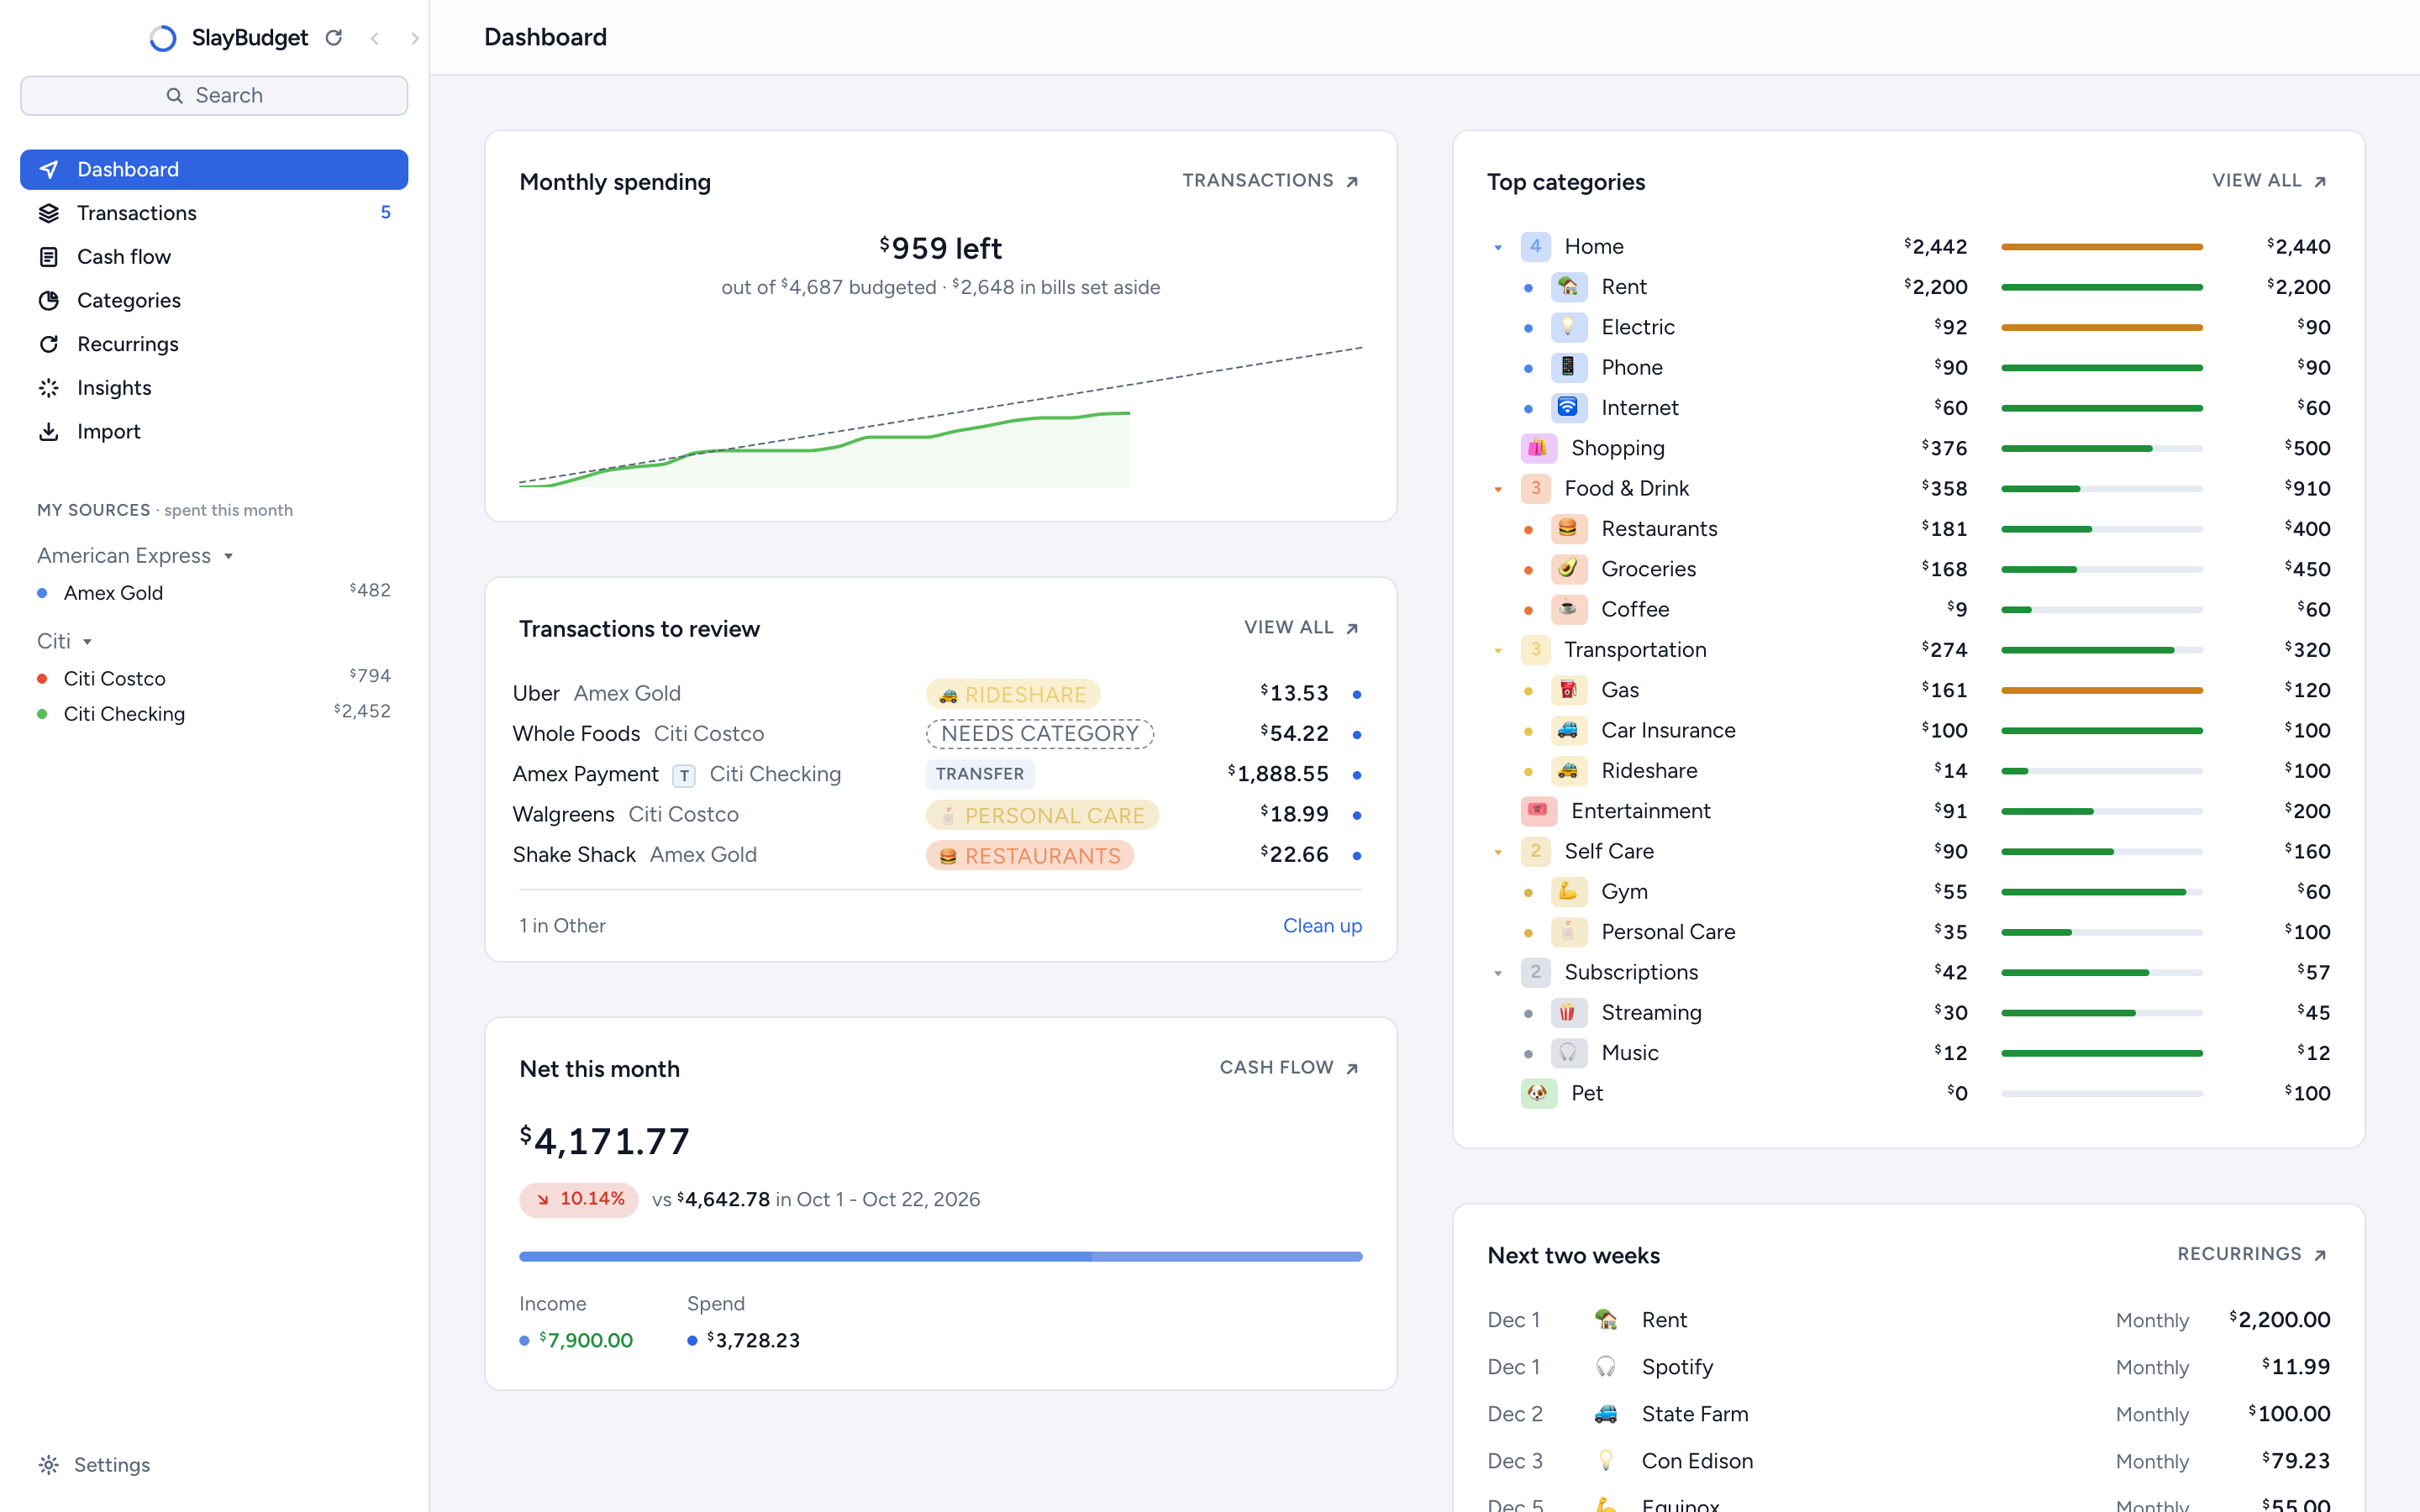 SlayBudget
Search
Dashboard
Transactions 5
Cash flow
Categories
Recurrings
Insights
Import
MY SOURCES · spent this month
American Express
Amex Gold $482
Citi
Citi Costco $794
Citi Checking $2,452
Settings
Dashboard
Monthly spending TRANSACTIONS
$959 left
out of $4,687 budgeted · $2,648 in bills set aside
Transactions to review VIEW ALL
Uber Amex Gold RIDESHARE $13.53
Whole Foods Citi Costco NEEDS CATEGORY $54.22
Amex Payment T Citi Checking TRANSFER $1,888.55
Walgreens Citi Costco PERSONAL CARE $18.99
Shake Shack Amex Gold RESTAURANTS $22.66
1 in Other Clean up
Net this month CASH FLOW
$4,171.77
10.14% vs $4,642.78 in Oct 1 - Oct 22, 2026
Income Spend
$7,900.00 $3,728.23
Top categories VIEW ALL
4 Home $2,442 $2,440
Rent $2,200 $2,200
Electric $92 $90
Phone $90 $90
Internet $60 $60
Shopping $376 $500
3 Food & Drink $358 $910
Restaurants $181 $400
Groceries $168 $450
Coffee $9 $60
3 Transportation $274 $320
Gas $161 $120
Car Insurance $100 $100
Rideshare $14 $100
Entertainment $91 $200
2 Self Care $90 $160
Gym $55 $60
Personal Care $35 $100
2 Subscriptions $42 $57
Streaming $30 $45
Music $12 $12
Pet $0 $100
Next two weeks RECURRINGS
Dec 1 Rent Monthly $2,200.00
Dec 1 Spotify Monthly $11.99
Dec 2 State Farm Monthly $100.00
Dec 3 Con Edison Monthly $79.23
Dec 5 Equinox Monthly $55.00